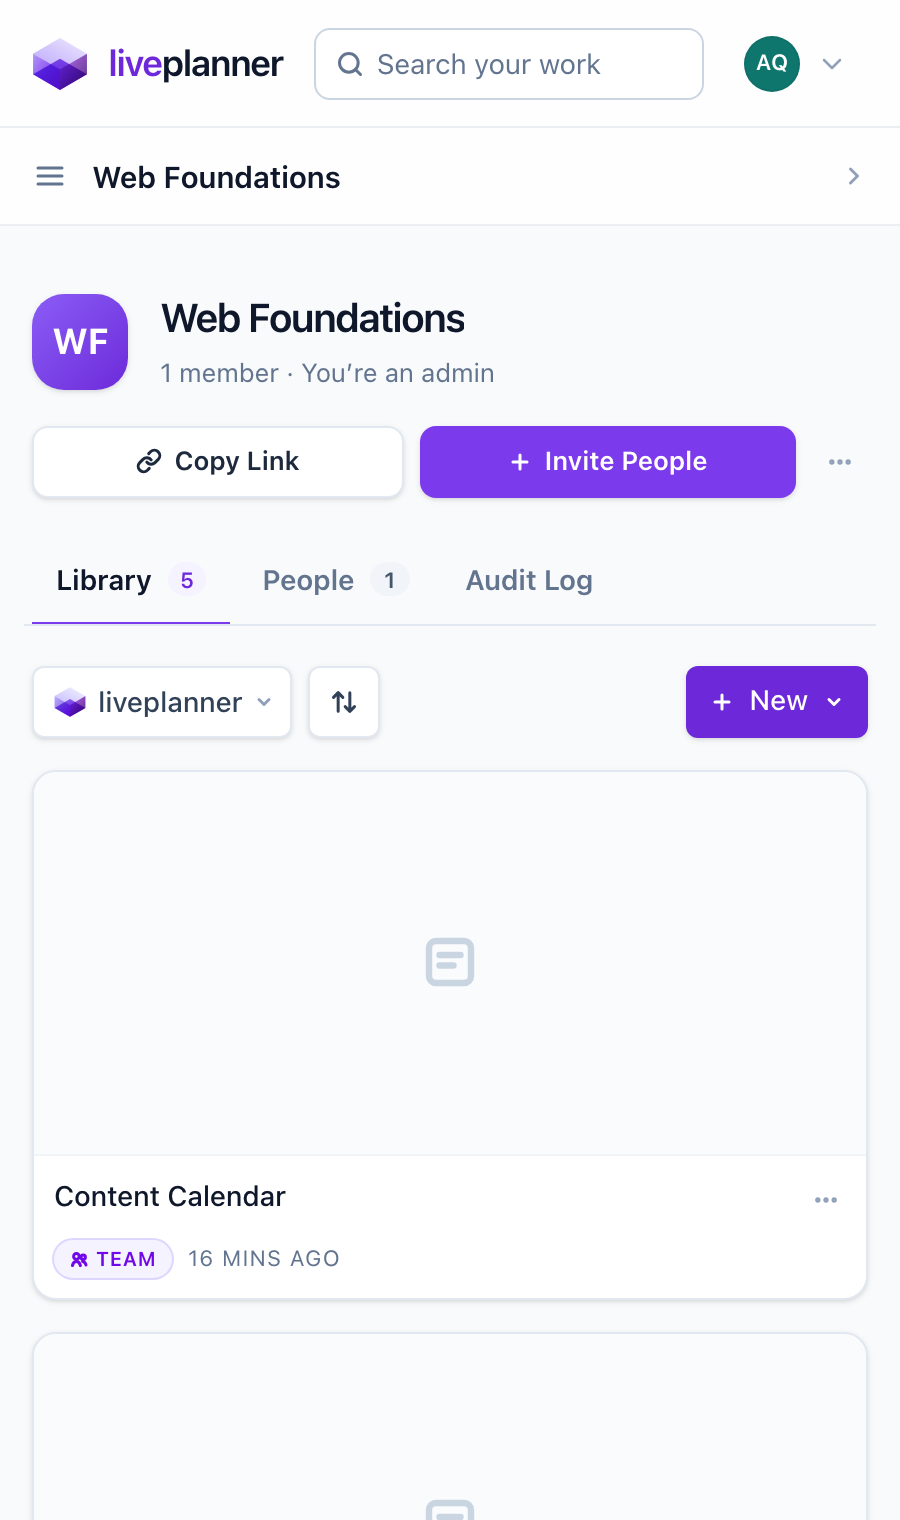 liveplanner
Search your work
AQ
Web Foundations
WF
Web Foundations
1 member · You’re an admin
Copy Link
+ Invite People
Library 5
People 1
Audit Log
liveplanner
+ New
Content Calendar
TEAM
16 MINS AGO